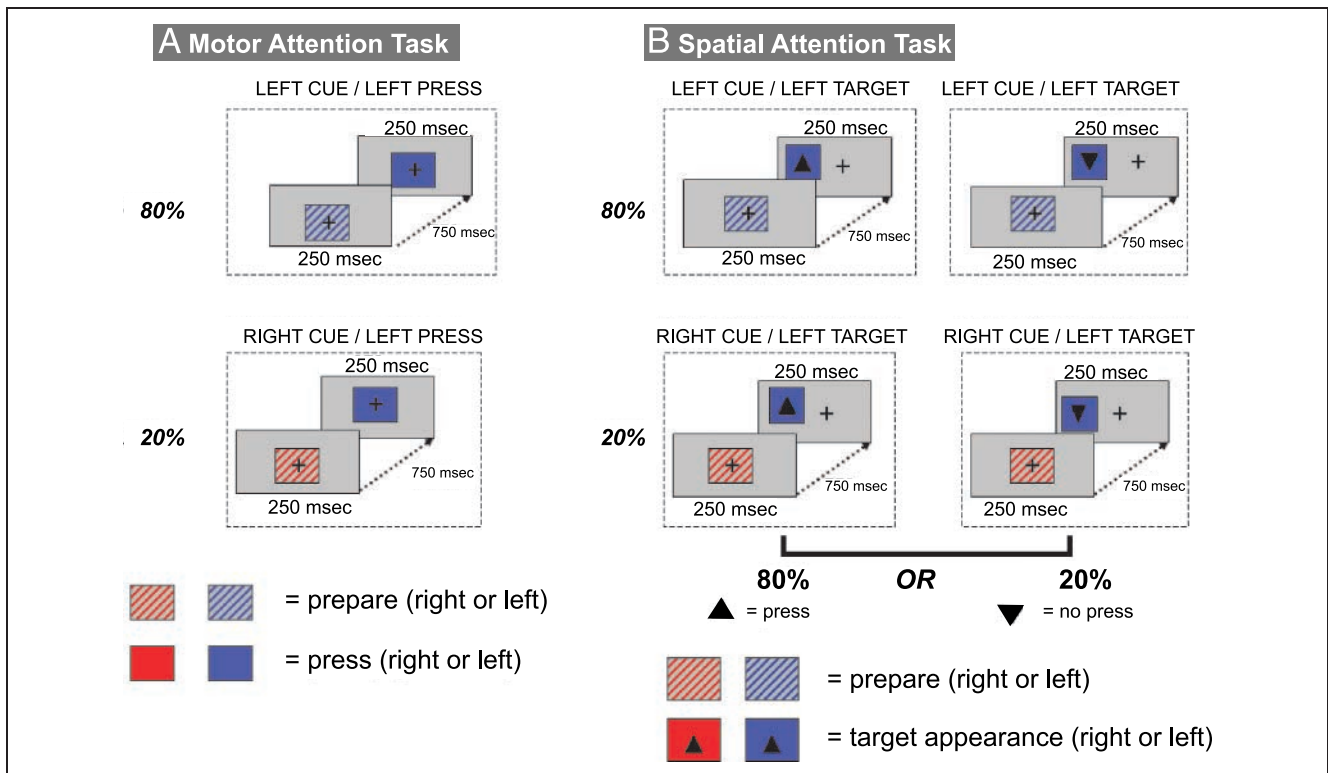 A Motor Attention Task
LEFT CUE / LEFT PRESS
250 msec
80%
750 msec
250 msec
RIGHT CUE / LEFT PRESS
250 msec
20%
750 msec
250 msec
= prepare (right or left)
= press (right or left)
B Spatial Attention Task
LEFT CUE / LEFT TARGET LEFT CUE / LEFT TARGET
250 msec 250 msec
80%
750 msec 750 msec
250 msec 250 msec
RIGHT CUE / LEFT TARGET RIGHT CUE / LEFT TARGET
250 msec 250 msec
20%
750 msec 750 msec
250 msec 250 msec
80% OR 20%
= press = no press
= prepare (right or left)
= target appearance (right or left)